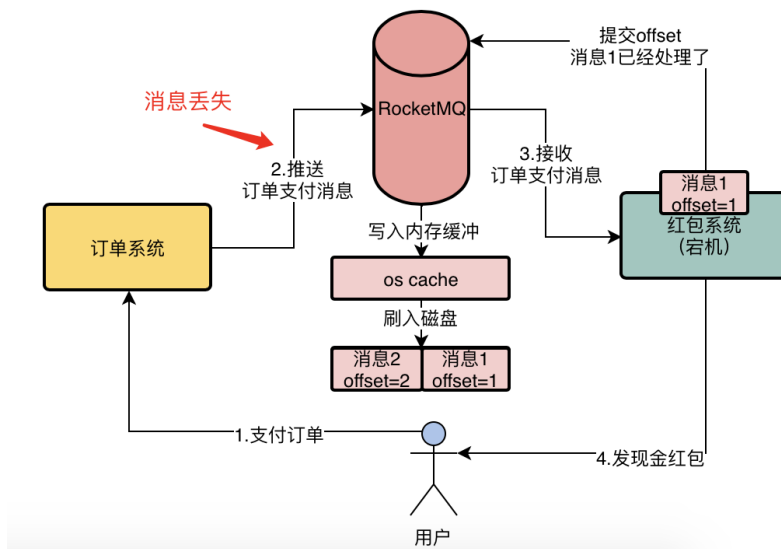 提交offset
消息1已经处理了
消息丢失
RocketMQ
2.推送
订单支付消息
3.接收
订单支付消息
消息1
offset=1
红包系统
（宕机）
订单系统
写入内存缓冲
os cache
刷入磁盘
消息2
offset=2
消息1
offset=1
1.支付订单
4.发现金红包
用户